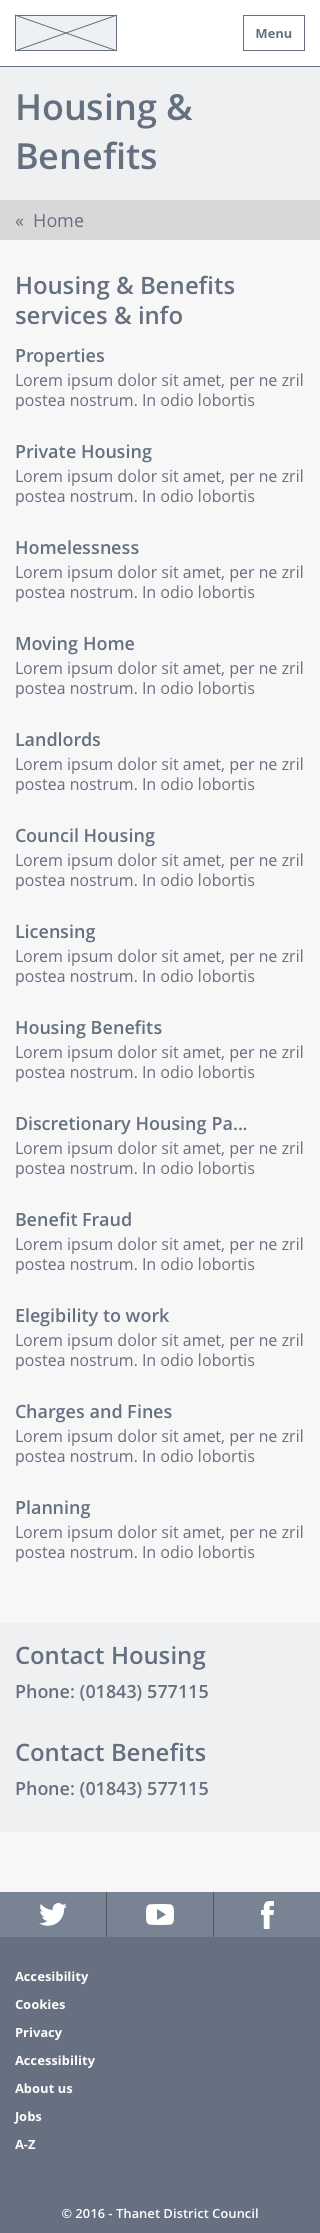 Menu
Housing &
Benefits
« Home
Housing & Benefits
services & info
Properties
Lorem ipsum dolor sit amet, per ne zril
postea nostrum. In odio lobortis
Private Housing
Lorem ipsum dolor sit amet, per ne zril
postea nostrum. In odio lobortis
Homelessness
Lorem ipsum dolor sit amet, per ne zril
postea nostrum. In odio lobortis
Moving Home
Lorem ipsum dolor sit amet, per ne zril
postea nostrum. In odio lobortis
Landlords
Lorem ipsum dolor sit amet, per ne zril
postea nostrum. In odio lobortis
Council Housing
Lorem ipsum dolor sit amet, per ne zril
postea nostrum. In odio lobortis
Licensing
Lorem ipsum dolor sit amet, per ne zril
postea nostrum. In odio lobortis
Housing Benefits
Lorem ipsum dolor sit amet, per ne zril
postea nostrum. In odio lobortis
Discretionary Housing Pa...
Lorem ipsum dolor sit amet, per ne zril
postea nostrum. In odio lobortis
Benefit Fraud
Lorem ipsum dolor sit amet, per ne zril
postea nostrum. In odio lobortis
Elegibility to work
Lorem ipsum dolor sit amet, per ne zril
postea nostrum. In odio lobortis
Charges and Fines
Lorem ipsum dolor sit amet, per ne zril
postea nostrum. In odio lobortis
Planning
Lorem ipsum dolor sit amet, per ne zril
postea nostrum. In odio lobortis
Contact Housing
Phone: (01843) 577115
Contact Benefits
Phone: (01843) 577115
Accesibility
Cookies
Privacy
Accessibility
About us
Jobs
A-Z
© 2016 - Thanet District Council